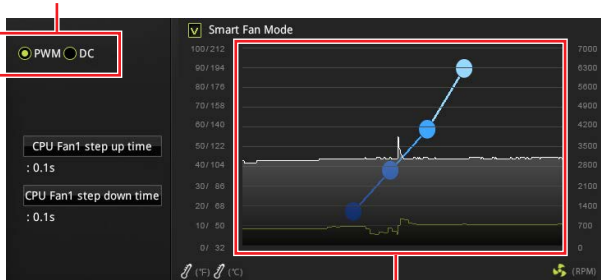 Smart Fan Mode
PWM DC
100/212 7000
90/194 6300
80/176 5600
70/158 4900
60/140 4200
50/122 3500
40/104 2800
30/ 86 2100
20/ 68 1400
10/ 50 700
0/ 32 0
CPU Fan1 step up time
: 0.1s
CPU Fan1 step down time
: 0.1s
(°F) (°C) (RPM)